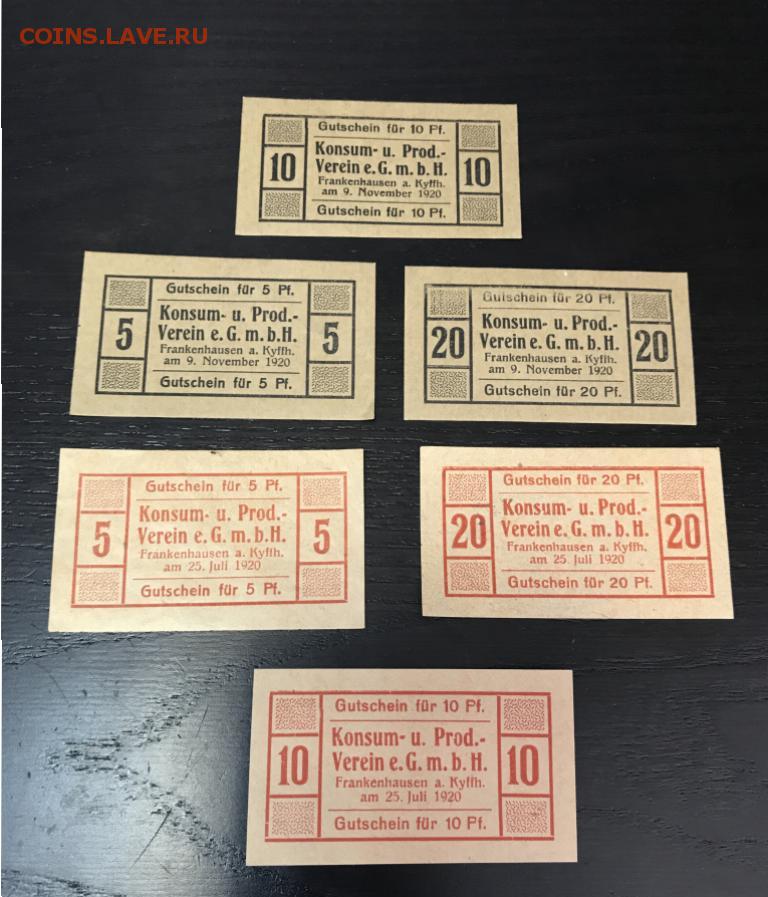 COINS.LAVE.RU
Gutschein für 10 Pf.
10
Konsum- u. Prod.-
Verein e. G. m. b. H.
Frankenhausen a. Kyffh.
am 9. November 1920
10
Gutschein für 10 Pf.
Gutschein für 5 Pf.
5
Konsum- u. Prod.-
Verein e. G. m. b. H.
Frankenhausen a. Kyffh.
am 9. November 1920
5
Gutschein für 5 Pf.
Gutschein für 20 Pf.
20
Konsum- u. Prod.-
Verein e. G. m. b. H.
Frankenhausen a. Kyffh.
am 9. November 1920
20
Gutschein für 20 Pf.
Gutschein für 5 Pf.
5
Konsum- u. Prod.-
Verein e. G. m. b. H.
Frankenhausen a. Kyffh.
am 25. Juli 1920
5
Gutschein für 5 Pf.
Gutschein für 20 Pf.
20
Konsum- u. Prod.-
Verein e. G. m. b. H.
Frankenhausen a. Kyffh.
am 25. Juli 1920
20
Gutschein für 20 Pf.
Gutschein für 10 Pf.
10
Konsum- u. Prod.-
Verein e. G. m. b. H.
Frankenhausen a. Kyffh.
am 25. Juli 1920
10
Gutschein für 10 Pf.